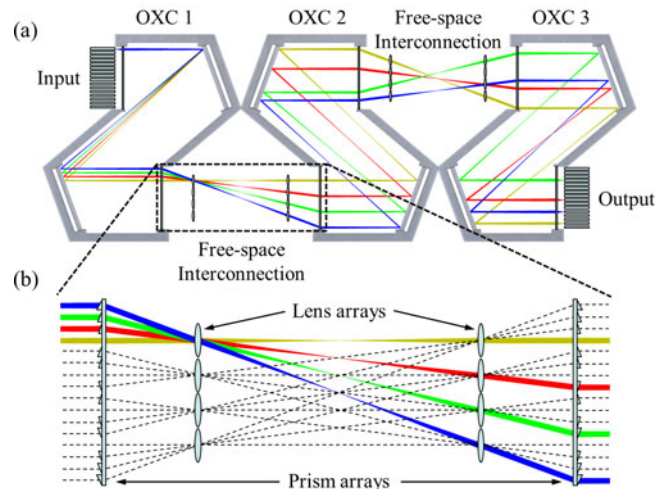 (a)
OXC 1
OXC 2
Free-space
Interconnection
OXC 3
Input
Output
Free-space
Interconnection
(b)
Lens arrays
Prism arrays